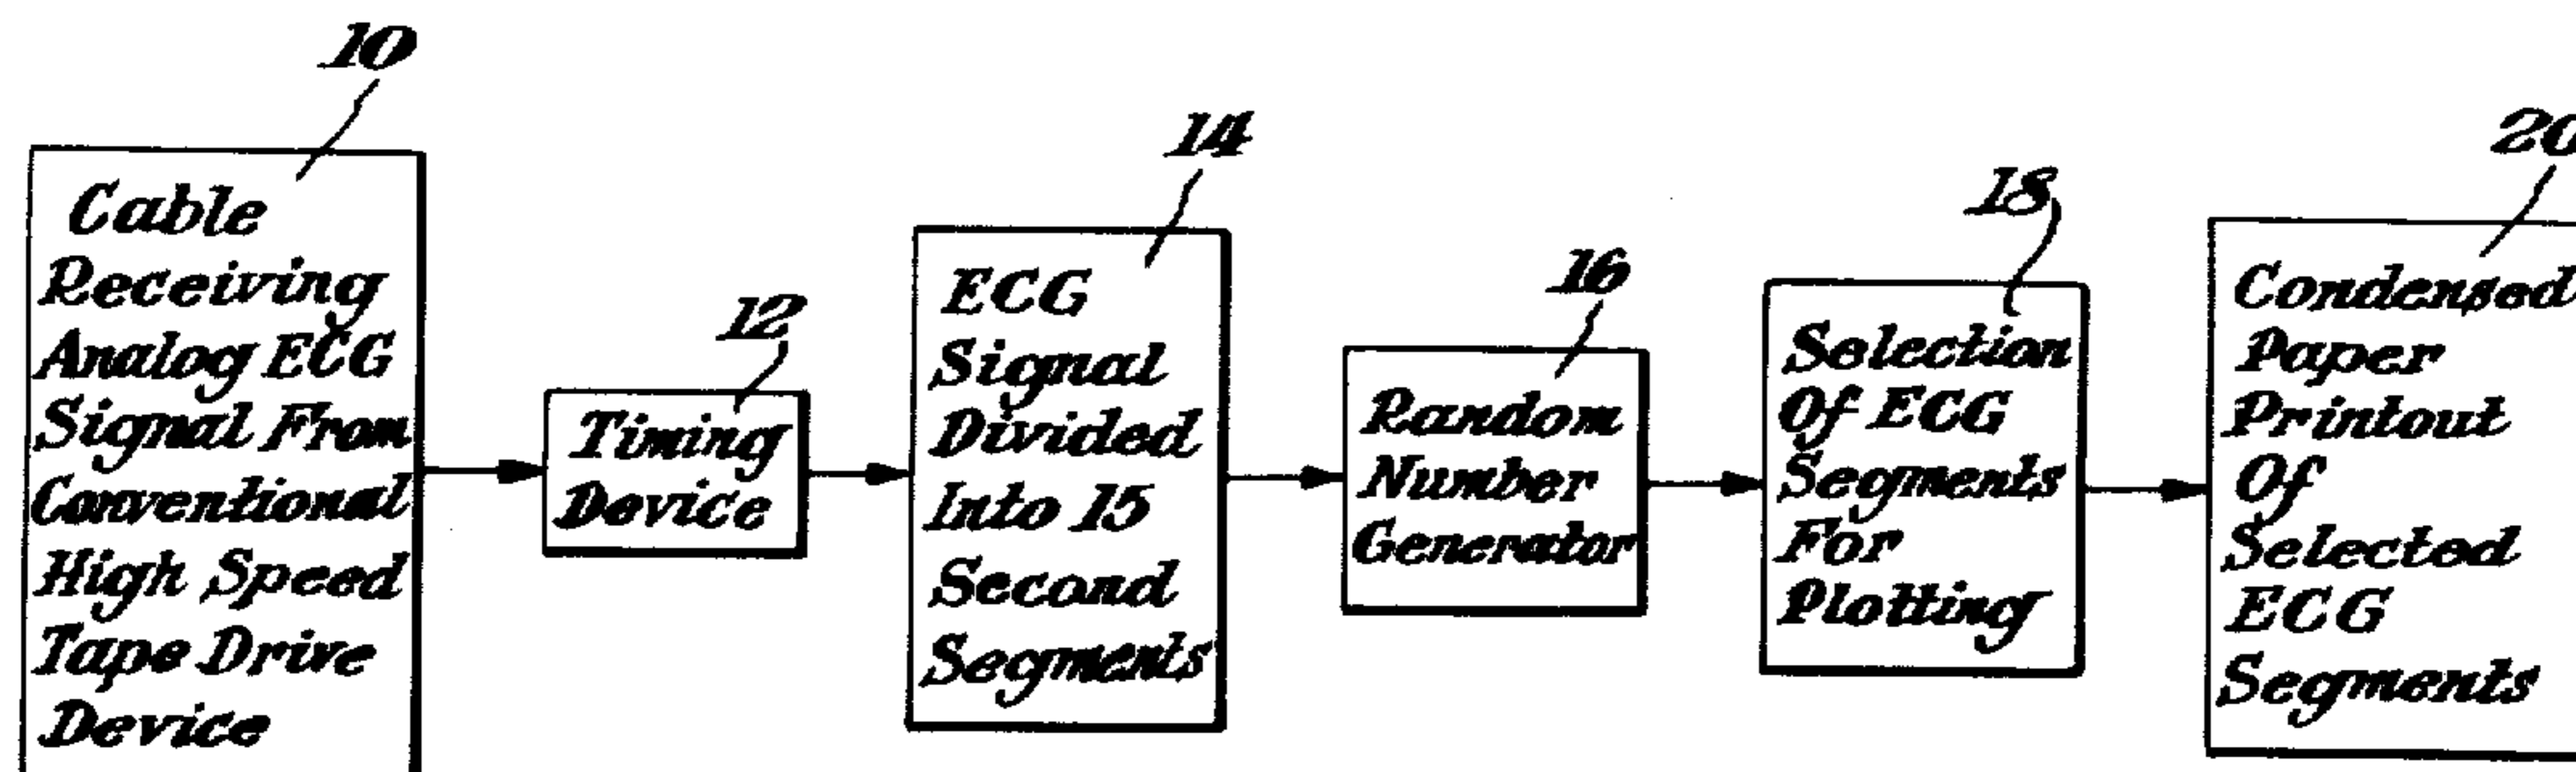 10
Cable
Receiving
Analog ECG
Signal From
Conventional
High Speed
Tape Drive
Device
12
Timing
Device
14
ECG
Signal
Divided
Into 15
Second
Segments
16
Random
Number
Generator
18
Selection
Of ECG
Segments
For
Plotting
20
Condensed
Paper
Printout
Of
Selected
ECG
Segments